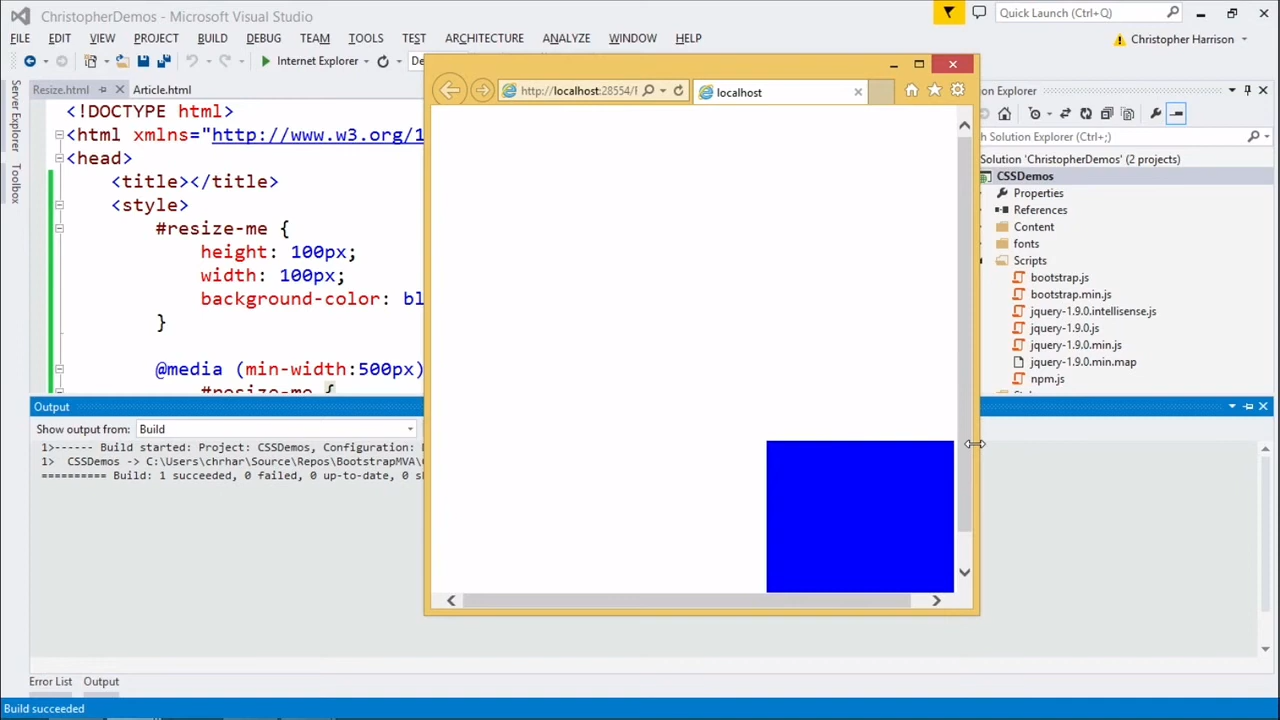 ChristopherDemos - Microsoft Visual Studio
Quick Launch (Ctrl+Q)
FILE EDIT VIEW PROJECT BUILD DEBUG TEAM TOOLS TEST ARCHITECTURE ANALYZE WINDOW HELP
Christopher Harrison
Internet Explorer
De
http://localhost:28554/
localhost
Resize.html
Article.html
Explorer
Server Explorer
Toolbox
<!DOCTYPE html>
<html xmlns="http://www.w3.org/1
<head>
<title></title>
<style>
#resize-me {
height: 100px;
width: 100px;
background-color: bl
}
@media (min-width:500px)
#resize-me {
Search Solution Explorer (Ctrl+;)
Solution 'ChristopherDemos' (2 projects)
CSSDemos
Properties
References
Content
fonts
Scripts
bootstrap.js
bootstrap.min.js
jquery-1.9.0.intellisense.js
jquery-1.9.0.js
jquery-1.9.0.min.js
jquery-1.9.0.min.map
npm.js
Output
Show output from: Build
1>------ Build started: Project: CSSDemos, Configuration:
1> CSSDemos -> C:\Users\chrhar\Source\Repos\BootstrapMVA\
========== Build: 1 succeeded, 0 failed, 0 up-to-date, 0 s
Error List Output
Build succeeded